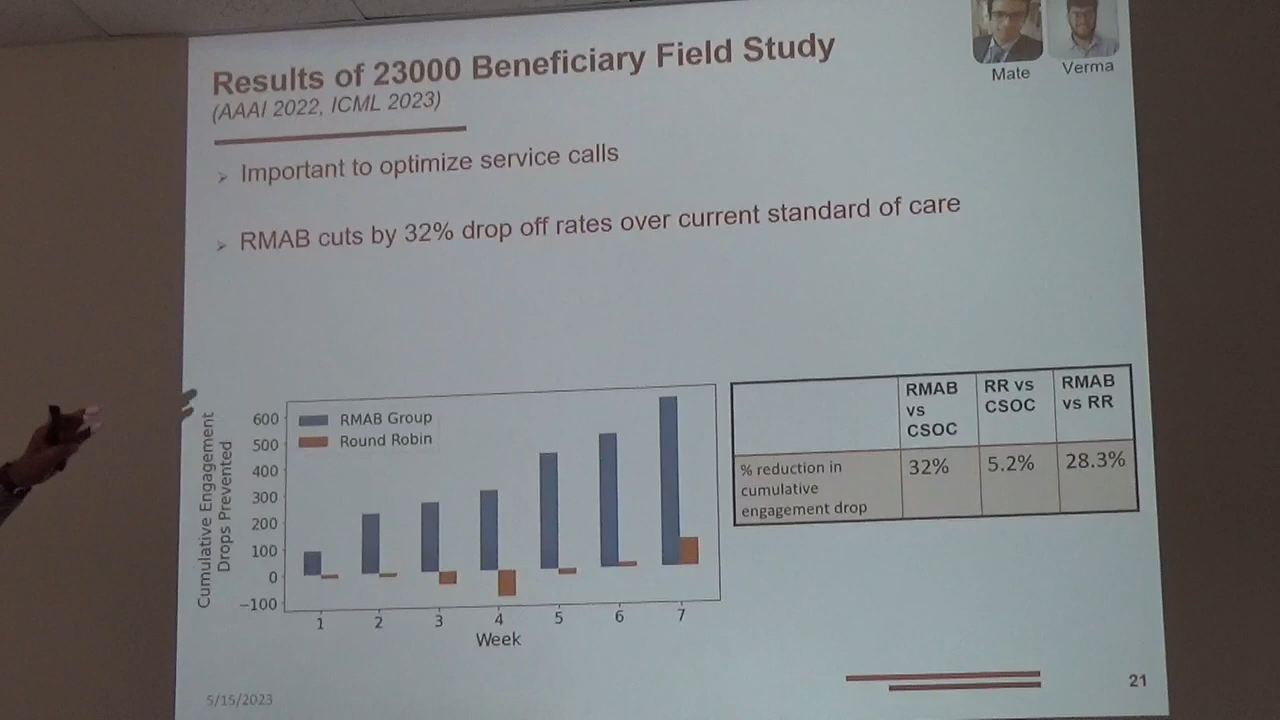 Results of 23000 Beneficiary Field Study
(AAAI 2022, ICML 2023)
Mate
Verma
Important to optimize service calls
RMAB cuts by 32% drop off rates over current standard of care
Cumulative Engagement
Drops Prevented
600
500
400
300
200
100
0
−100
RMAB Group
Round Robin
1 2 3 4 5 6 7
Week
RMAB
vs
CSOC
RR vs
CSOC
RMAB
vs RR
% reduction in
cumulative
engagement drop
32%
5.2%
28.3%
5/15/2023
21